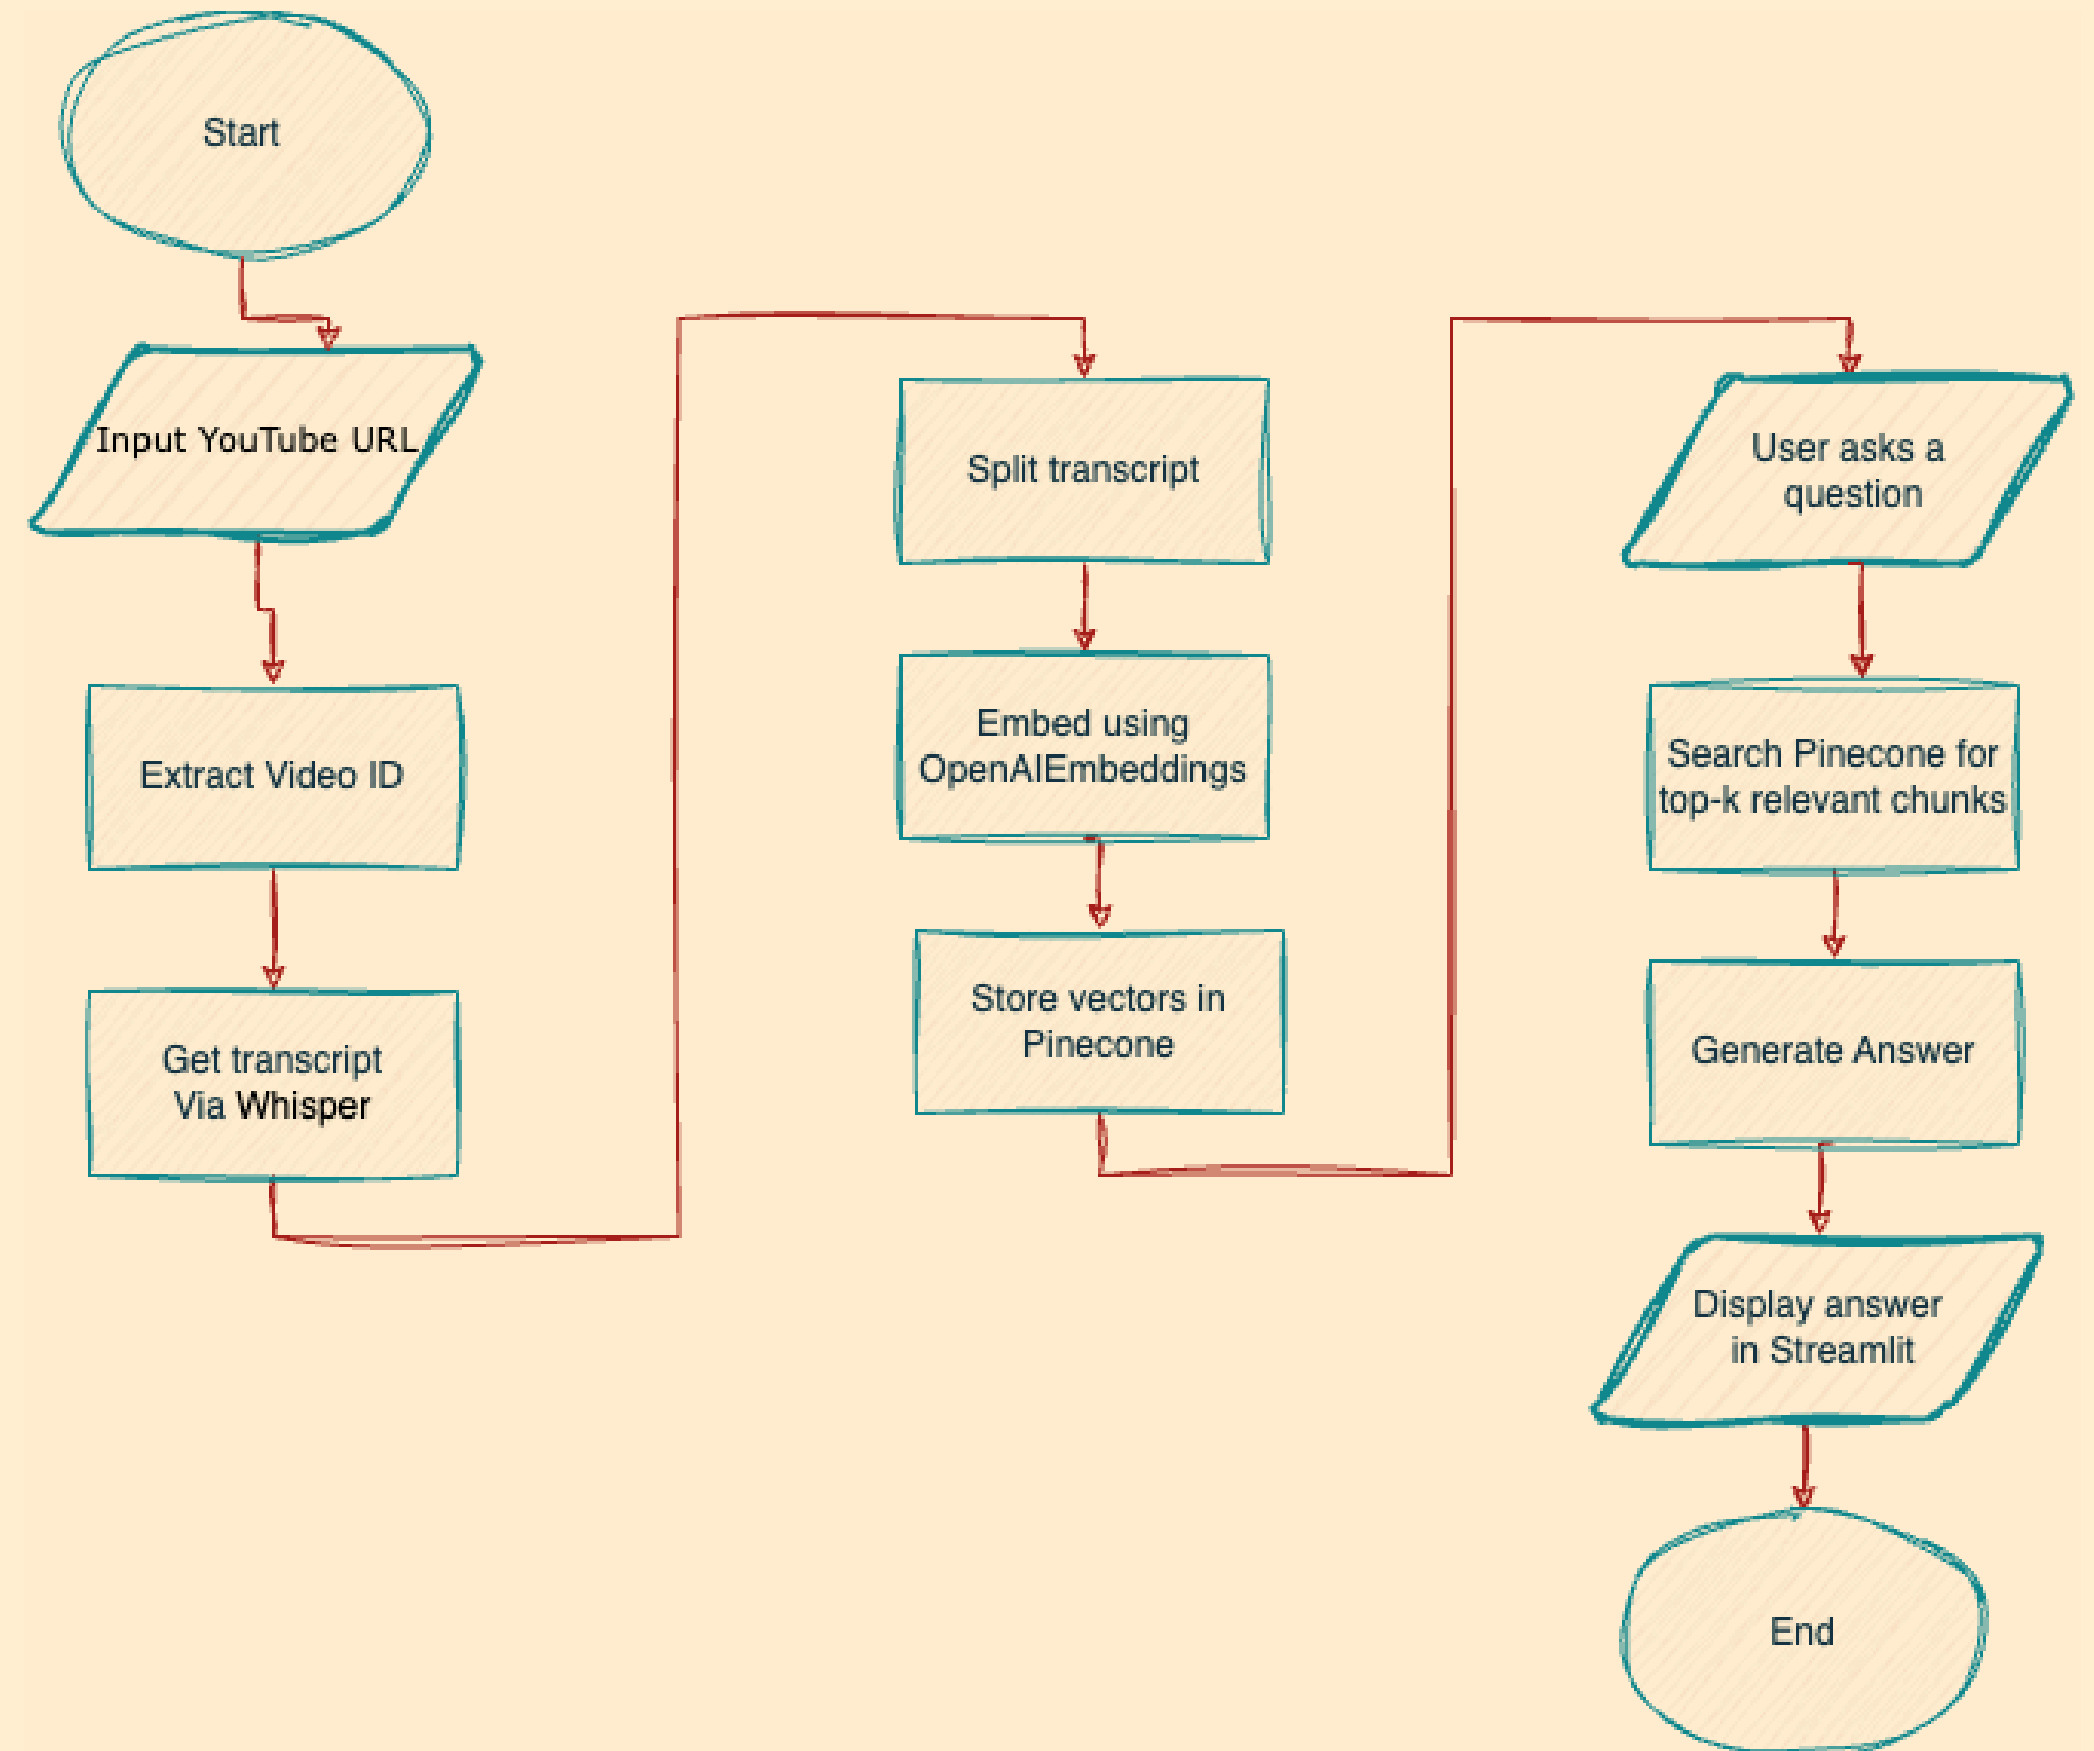 Start
Input YouTube URL
Extract Video ID
Get transcript
Via Whisper
Split transcript
Embed using
OpenAIEmbeddings
Store vectors in
Pinecone
User asks a
question
Search Pinecone for
top-k relevant chunks
Generate Answer
Display answer
in Streamlit
End